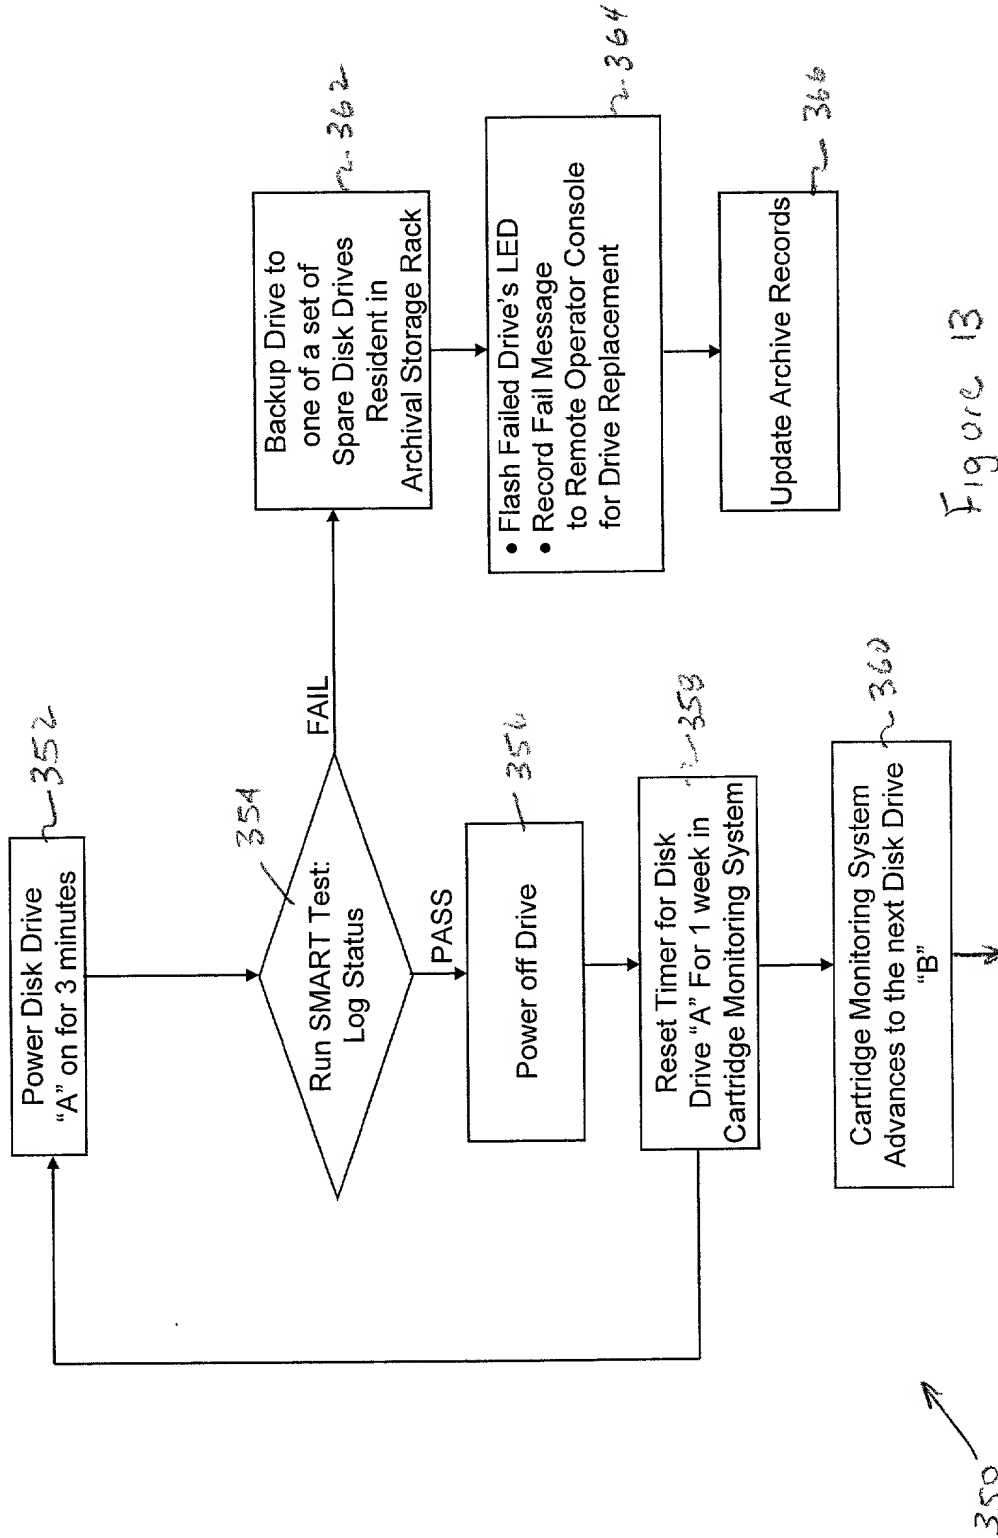 Power Disk Drive
“A” on for 3 minutes
352
Run SMART Test:
Log Status
354
FAIL
PASS
Power off Drive
356
Reset Timer for Disk
Drive “A” For 1 week in
Cartridge Monitoring System
358
Cartridge Monitoring System
Advances to the next Disk Drive
“B”
360
Backup Drive to
one of a set of
Spare Disk Drives
Resident in
Archival Storage Rack
362
• Flash Failed Drive’s LED
• Record Fail Message
to Remote Operator Console
for Drive Replacement
364
Update Archive Records
366
350
Figure 13